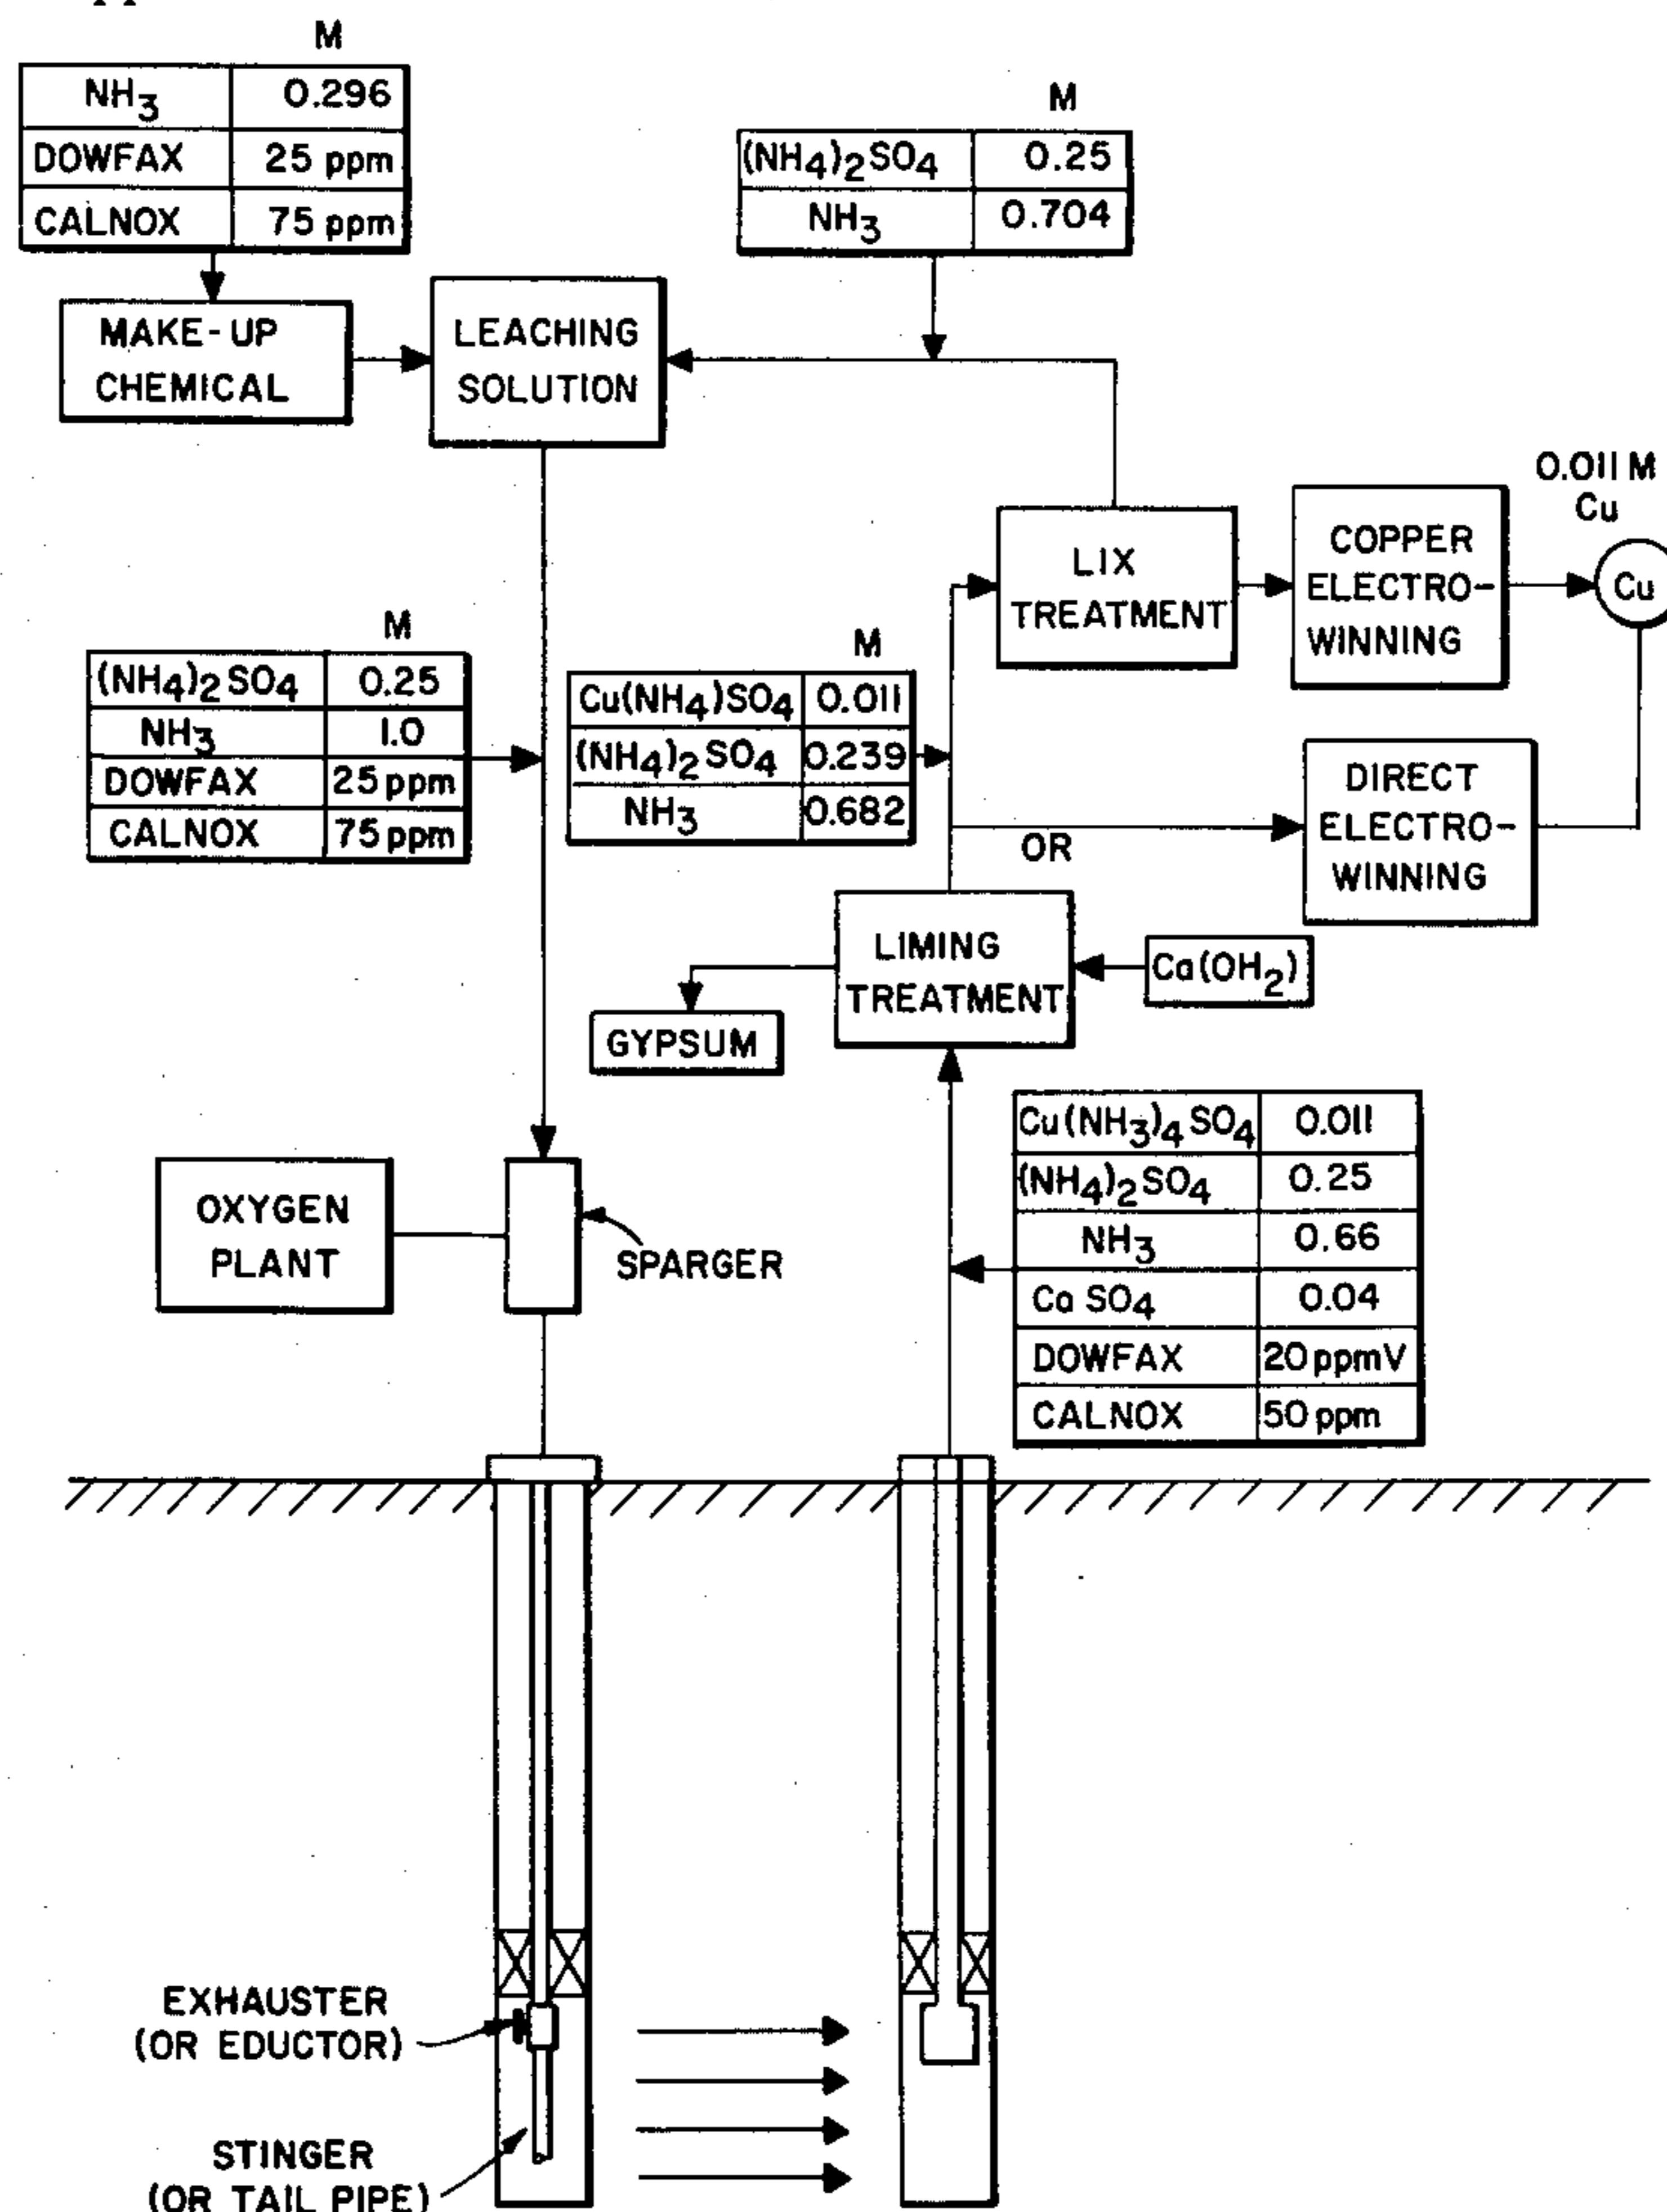 M
NH3 0.296
DOWFAX 25 ppm
CALNOX 75 ppm
MAKE-UP
CHEMICAL
LEACHING
SOLUTION
M
(NH4)2SO4 0.25
NH3 0.704
0.011 M
Cu
LIX
TREATMENT
COPPER
ELECTRO-
WINNING
Cu
M
(NH4)2SO4 0.25
NH3 1.0
DOWFAX 25 ppm
CALNOX 75 ppm
M
Cu(NH4)SO4 0.011
(NH4)2SO4 0.239
NH3 0.682
OR
DIRECT
ELECTRO-
WINNING
LIMING
TREATMENT
Ca(OH2)
GYPSUM
OXYGEN
PLANT
SPARGER
Cu(NH3)4SO4 0.011
(NH4)2SO4 0.25
NH3 0.66
CaSO4 0.04
DOWFAX 20 ppmV
CALNOX 50 ppm
EXHAUSTER
(OR EDUCTOR)
STINGER
(OR TAIL PIPE)